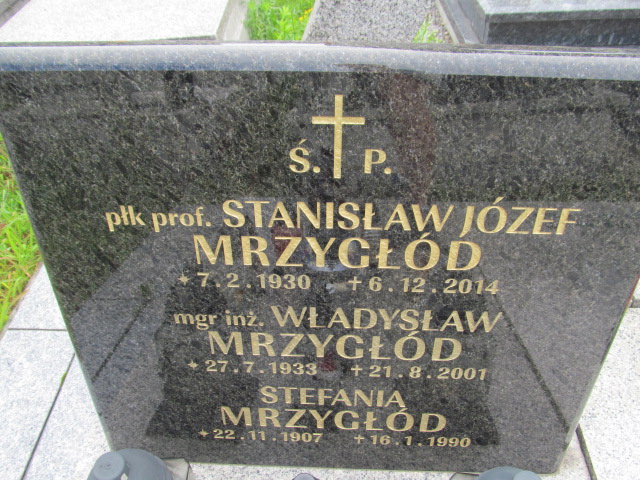 Ś. P.
płk prof. STANISŁAW JÓZEF
MRZYGŁÓD
* 7.2.1930 + 6.12.2014
mgr inż. WŁADYSŁAW
MRZYGŁÓD
* 27.7.1933 + 21.8.2001
STEFANIA
MRZYGŁÓD
* 22.11.1907 + 16.1.1990